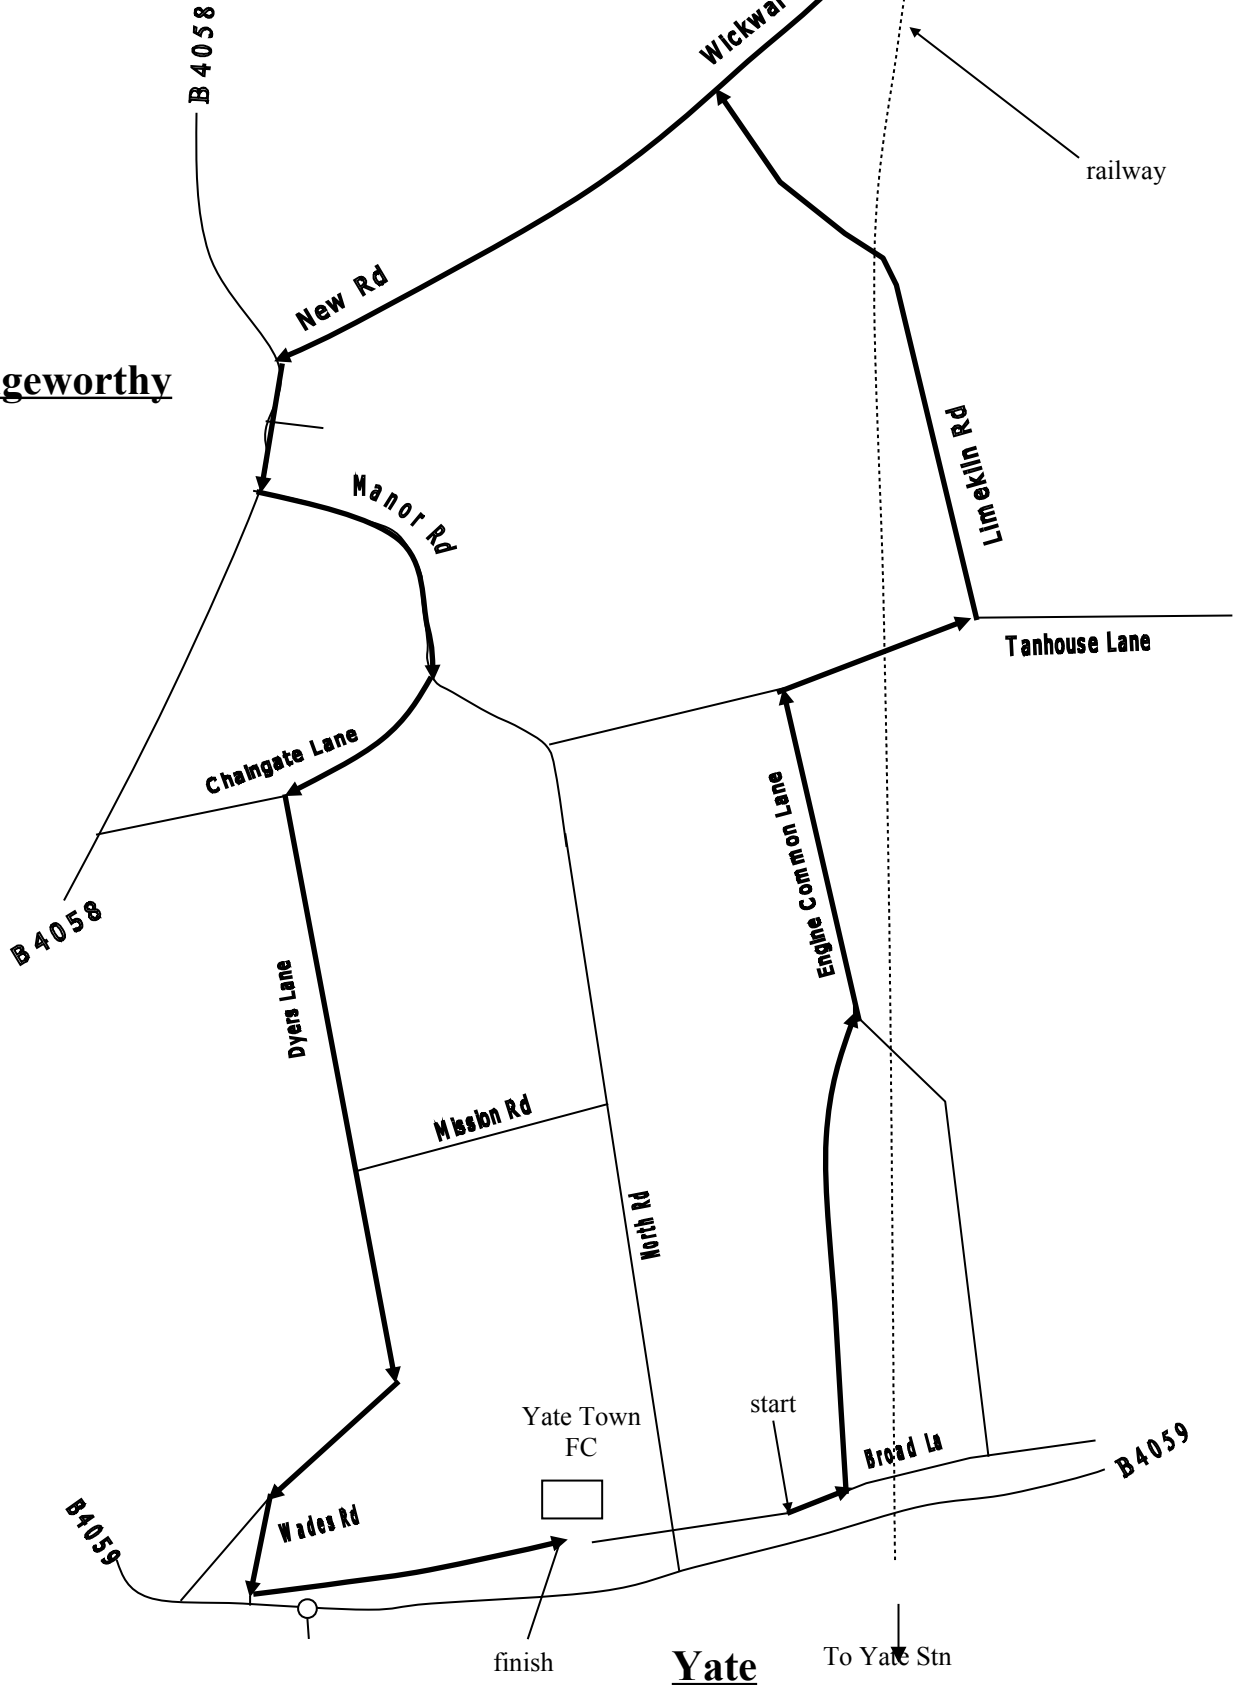 B4058
Wickwar
railway
New Rd
geworthy
Manor Rd
Limekiln Rd
Tanhouse Lane
Chaingate Lane
Engine Common Lane
B4058
Dyers Lane
Mission Rd
North Rd
start
Yate Town
FC
Broad La
B4059
B4059
Wades Rd
finish
Yate
To Yate Stn